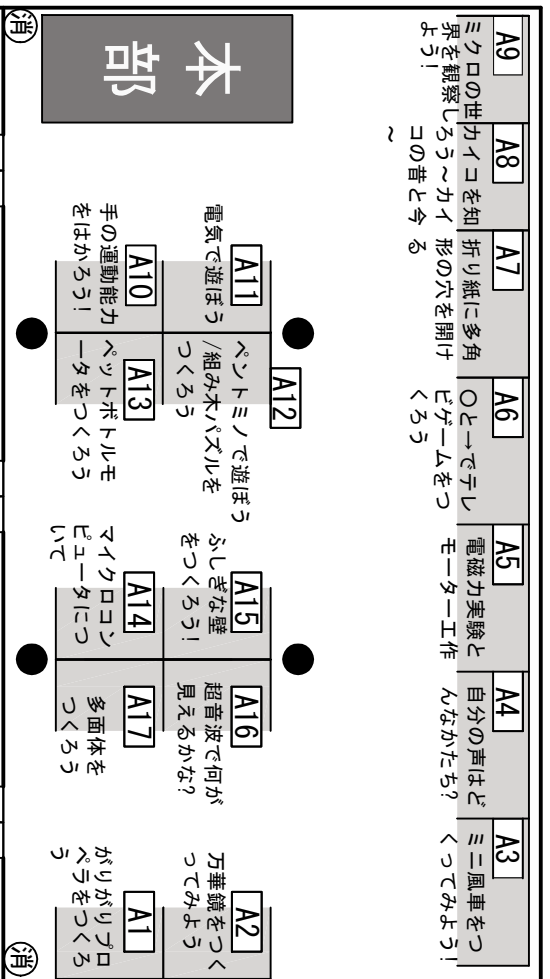 A9
ミクロの世
界を観察し
よう!
A8
カイコを知
ろう～カイ
コの昔と今
～
A7
折り紙に多角
形の穴を開け
る
A6
○と→でテレ
ビゲームをつ
くろう
A5
電磁力実験と
モーター工作
A4
自分の声はど
んなかたち?
A3
ミニ風車をつ
くってみよう!
本部
A11
電気で遊ぼう
A12
ペントミノで遊ぼう
/組み木パズルを
つくろう
A10
手の運動能力
をはかろう!
A13
ペットボトルモ
ータをつくろう
A15
ふしぎな壁
をつくろう!
A16
超音波で何が
見えるかな?
A14
マイクロコン
ピュータにつ
いて
A17
多面体を
つくろう
A2
万華鏡をつく
ってみよう
A1
がりがりプロ
ペラをつくろ
う
消
消